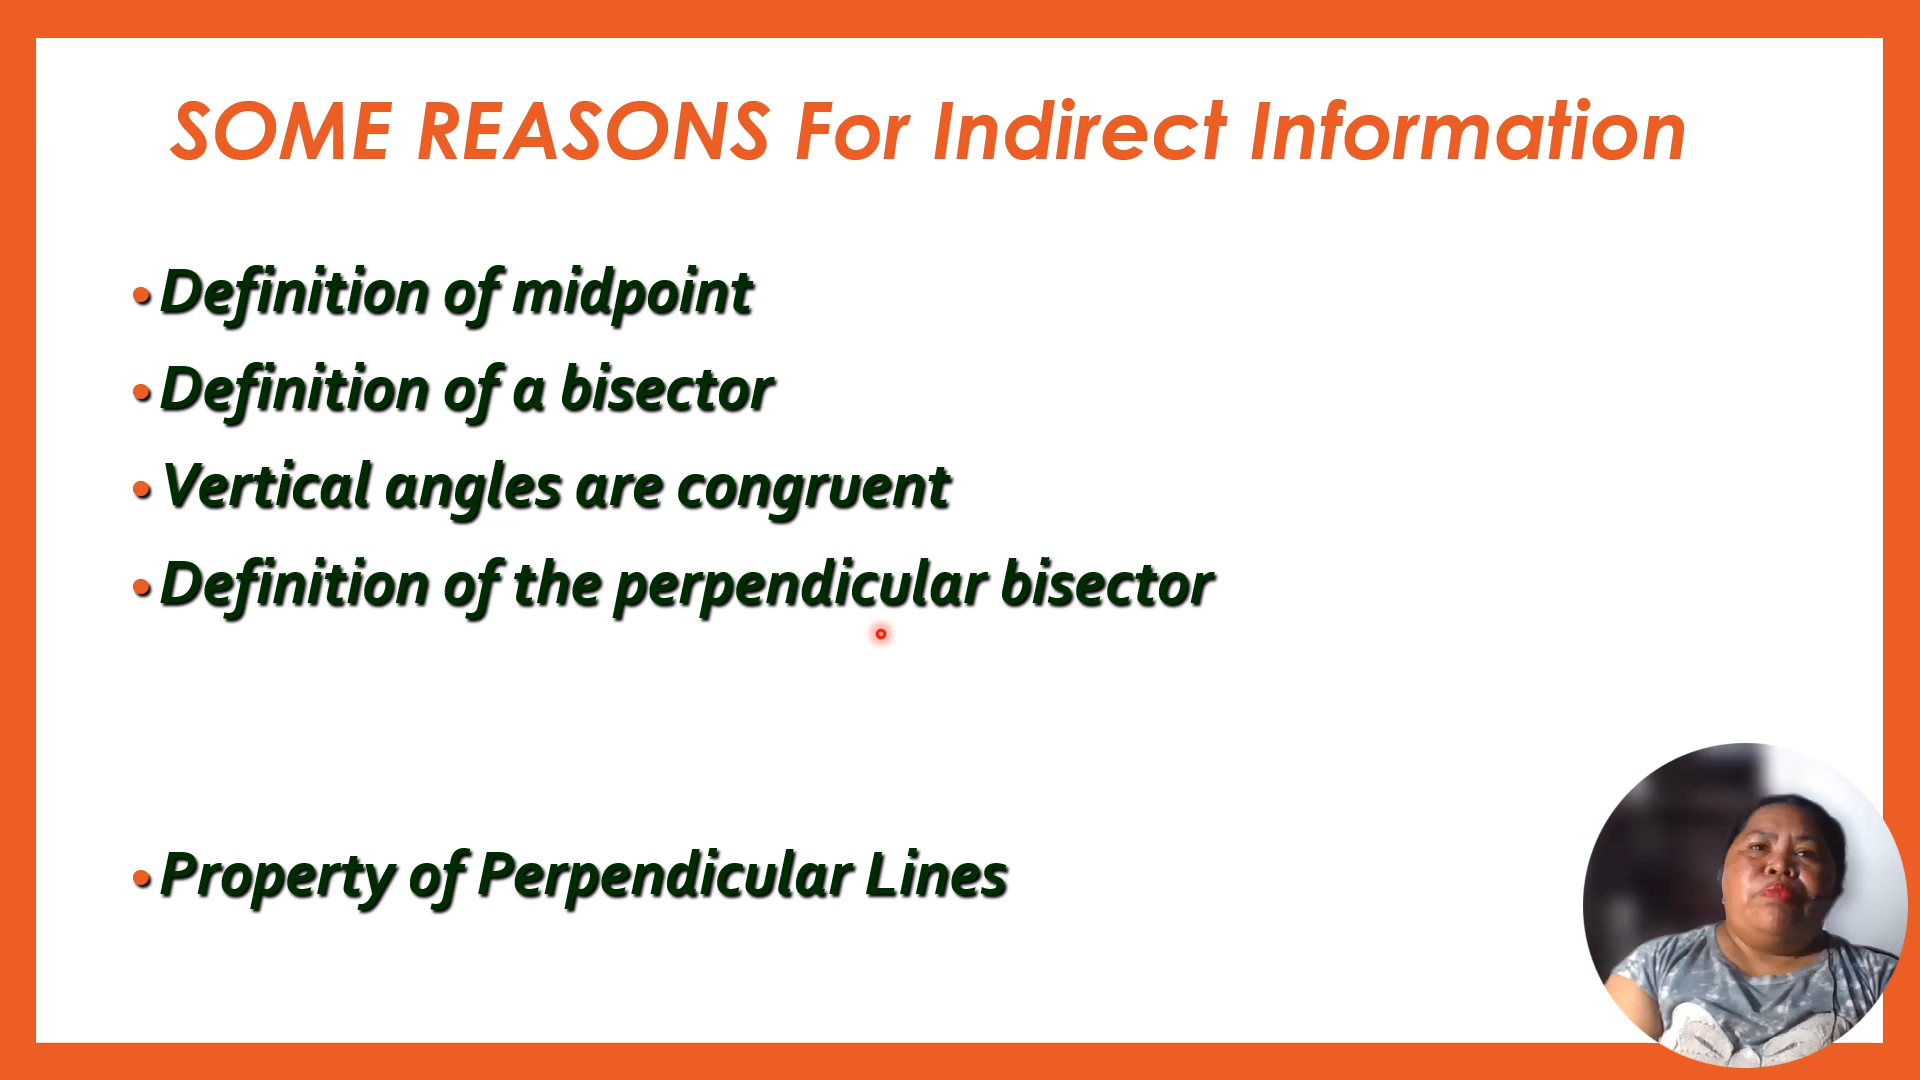 SOME REASONS For Indirect Information
• Definition of midpoint
• Definition of a bisector
• Vertical angles are congruent
• Definition of the perpendicular bisector
• Property of Perpendicular Lines